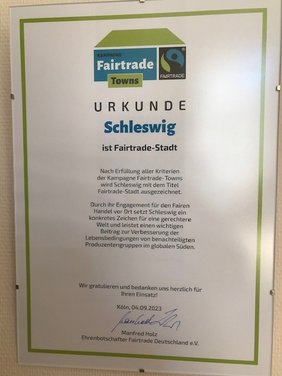 KAMPAGNE
Fairtrade
Towns
FAIRTRADE
URKUNDE
Schleswig
ist Fairtrade-Stadt
Nach Erfüllung aller Kriterien
der Kampagne Fairtrade-Towns
wird Schleswig mit dem Titel
Fairtrade-Stadt ausgezeichnet.
Durch ihr Engagement für den Fairen
Handel vor Ort setzt Schleswig ein
konkretes Zeichen für eine gerechtere
Welt und leistet einen wichtigen
Beitrag zur Verbesserung der
Lebensbedingungen von benachteiligten
Produzentengruppen im globalen Süden.
Wir gratulieren und bedanken uns herzlich für
Ihren Einsatz!
Köln, 04.09.2023
Manfred Holz
Ehrenbotschafter Fairtrade Deutschland e.V.